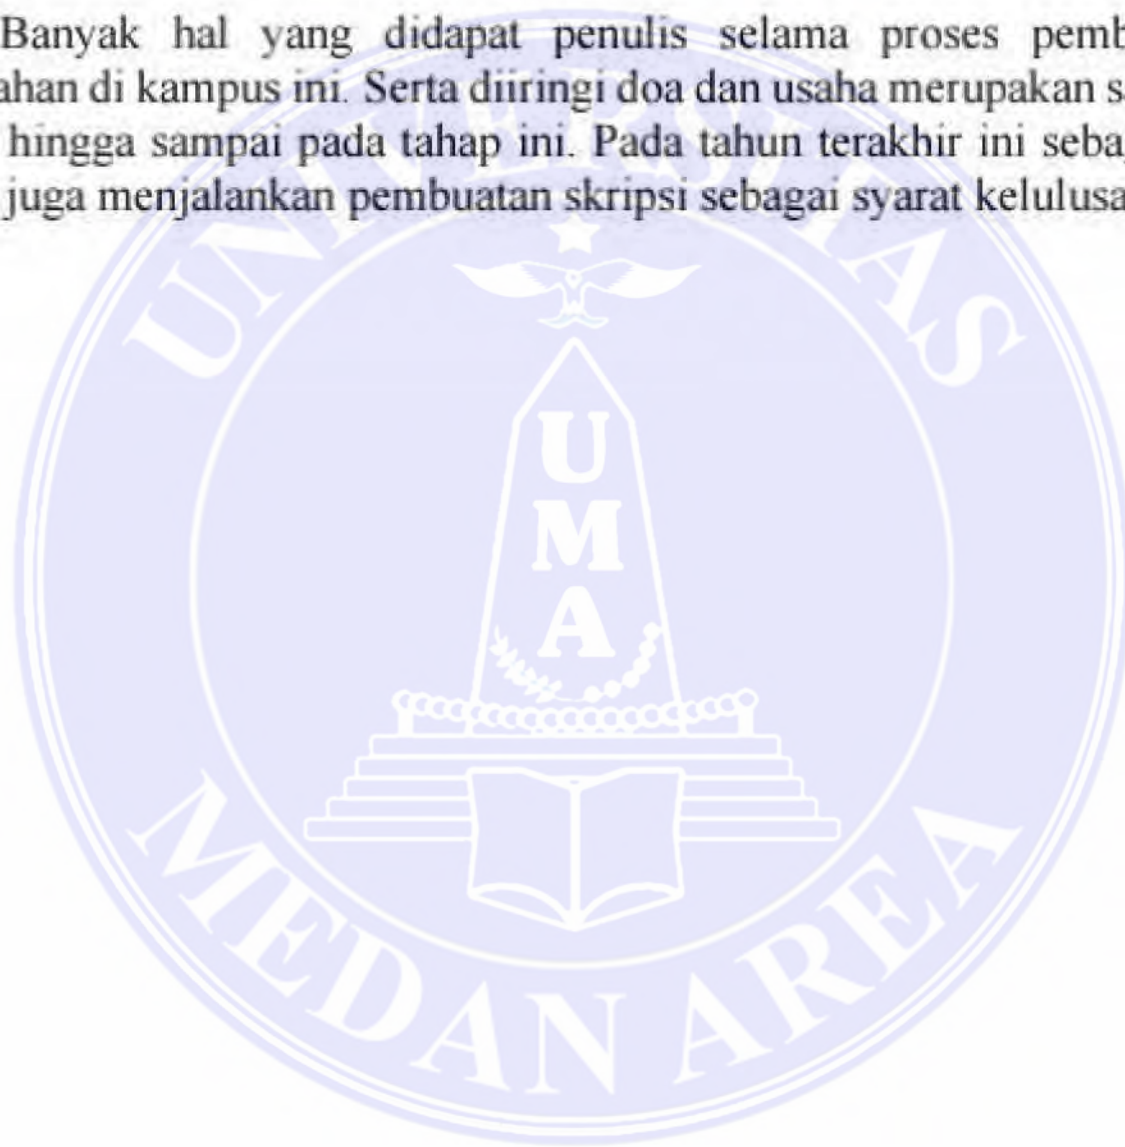 Banyak hal yang didapat penulis selama proses pemb
ahan di kampus ini. Serta diiringi doa dan usaha merupakan s
hingga sampai pada tahap ini. Pada tahun terakhir ini seba
juga menjalankan pembuatan skripsi sebagai syarat kelulusa
UNIVERSITAS
U
M
A
MEDAN AREA